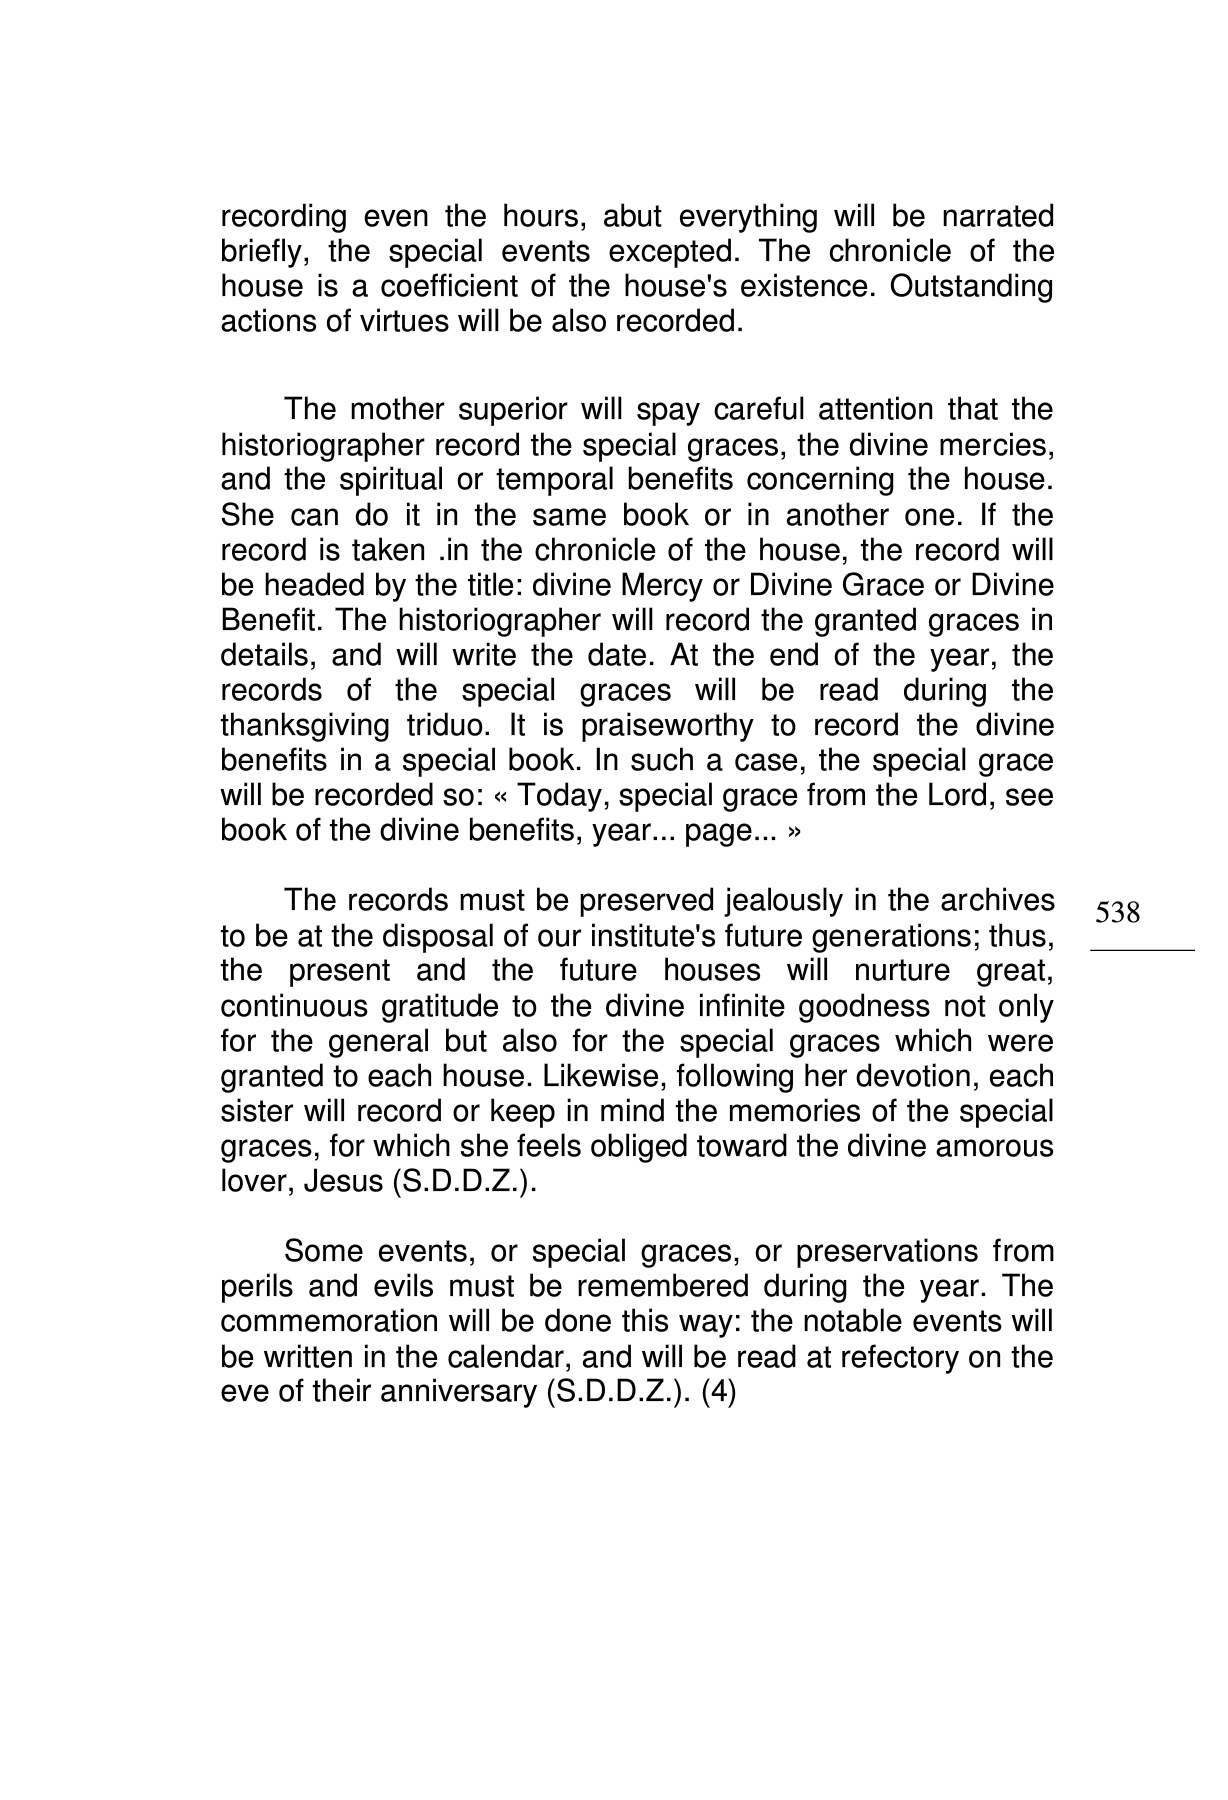 recording even the hours, abut everything will be narrated
briefly, the special events excepted. The chronicle of the
house is a coefficient of the house's existence. Outstanding
actions of virtues will be also recorded.
The mother superior will spay careful attention that the
historiographer record the special graces, the divine mercies,
and the spiritual or temporal benefits concerning the house.
She can do it in the same book or in another one. If the
record is taken .in the chronicle of the house, the record will
be headed by the title: divine Mercy or Divine Grace or Divine
Benefit. The historiographer will record the granted graces in
details, and will write the date. At the end of the year, the
records of the special graces will be read during the
thanksgiving triduo. It is praiseworthy to record the divine
benefits in a special book. In such a case, the special grace
will be recorded so: « Today, special grace from the Lord, see
book of the divine benefits, year... page... »
The records must be preserved jealously in the archives
to be at the disposal of our institute's future generations; thus,
the present and the future houses will nurture great,
continuous gratitude to the divine infinite goodness not only
for the general but also for the special graces which were
granted to each house. Likewise, following her devotion, each
sister will record or keep in mind the memories of the special
graces, for which she feels obliged toward the divine amorous
lover, Jesus (S.D.D.Z.).
Some events, or special graces, or preservations from
perils and evils must be remembered during the year. The
commemoration will be done this way: the notable events will
be written in the calendar, and will be read at refectory on the
eve of their anniversary (S.D.D.Z.). (4)
538